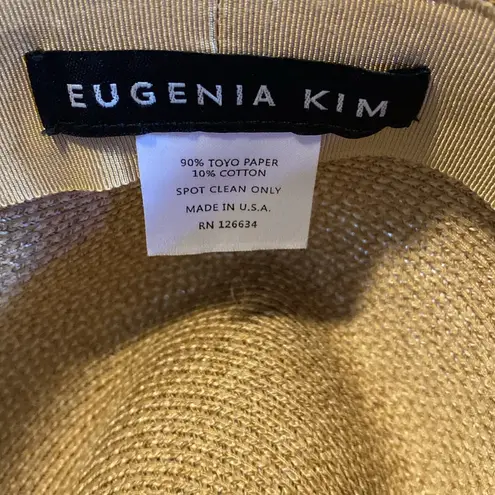 EUGENIA KIM
90% TOYO PAPER
10% COTTON
SPOT CLEAN ONLY
MADE IN U.S.A.
RN 126634